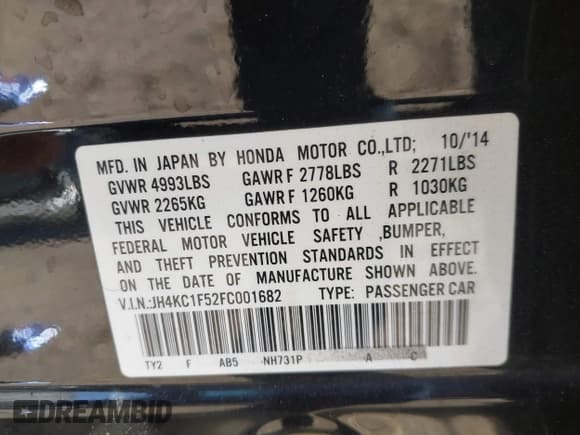 MFD. IN JAPAN BY HONDA MOTOR CO.,LTD; 10/'14
GVWR 4993LBS GAWR F 2778LBS R 2271LBS
GVWR 2265KG GAWR F 1260KG R 1030KG
THIS VEHICLE CONFORMS TO ALL APPLICABLE
FEDERAL MOTOR VEHICLE SAFETY ,BUMPER,
AND THEFT PREVENTION STANDARDS IN EFFECT
ON THE DATE OF MANUFACTURE SHOWN ABOVE.
V.I.N.:JH4KC1F52FC001682 TYPE: PASSENGER CAR
TY2 F AB5 NH731P A C
DREAMBID